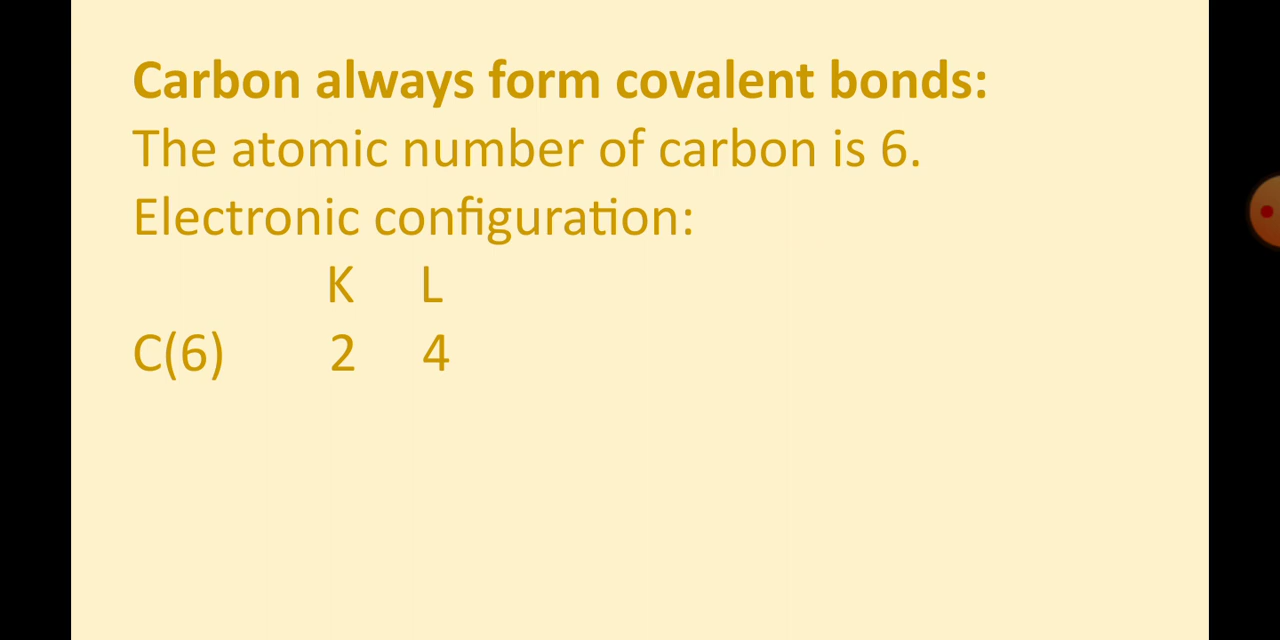 Carbon always form covalent bonds:
The atomic number of carbon is 6.
Electronic configuration:
K L
C(6) 2 4